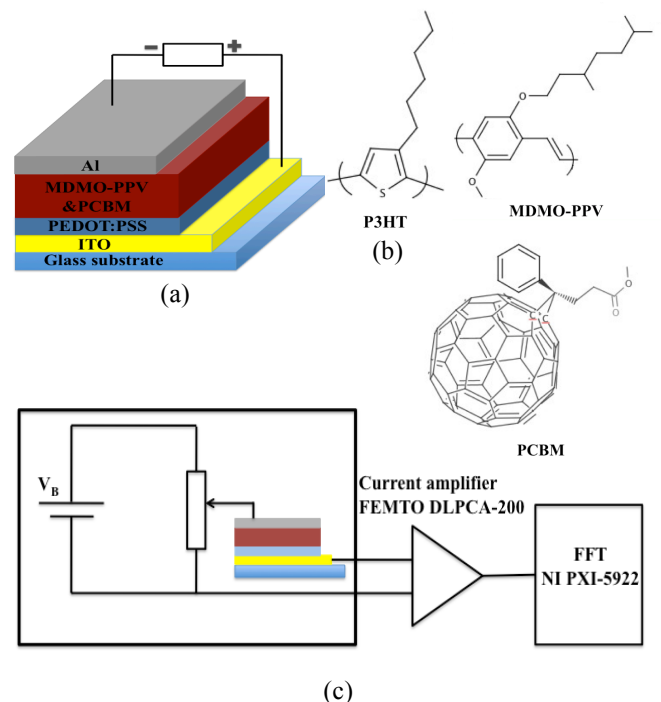 − +
Al
MDMO-PPV
&PCBM
PEDOT:PSS
ITO
Glass substrate
(a)
S
P3HT
(b)
O
O
MDMO-PPV
O
O
C C
PCBM
V_B
Current amplifier
FEMTO DLPCA-200
FFT
NI PXI-5922
(c)